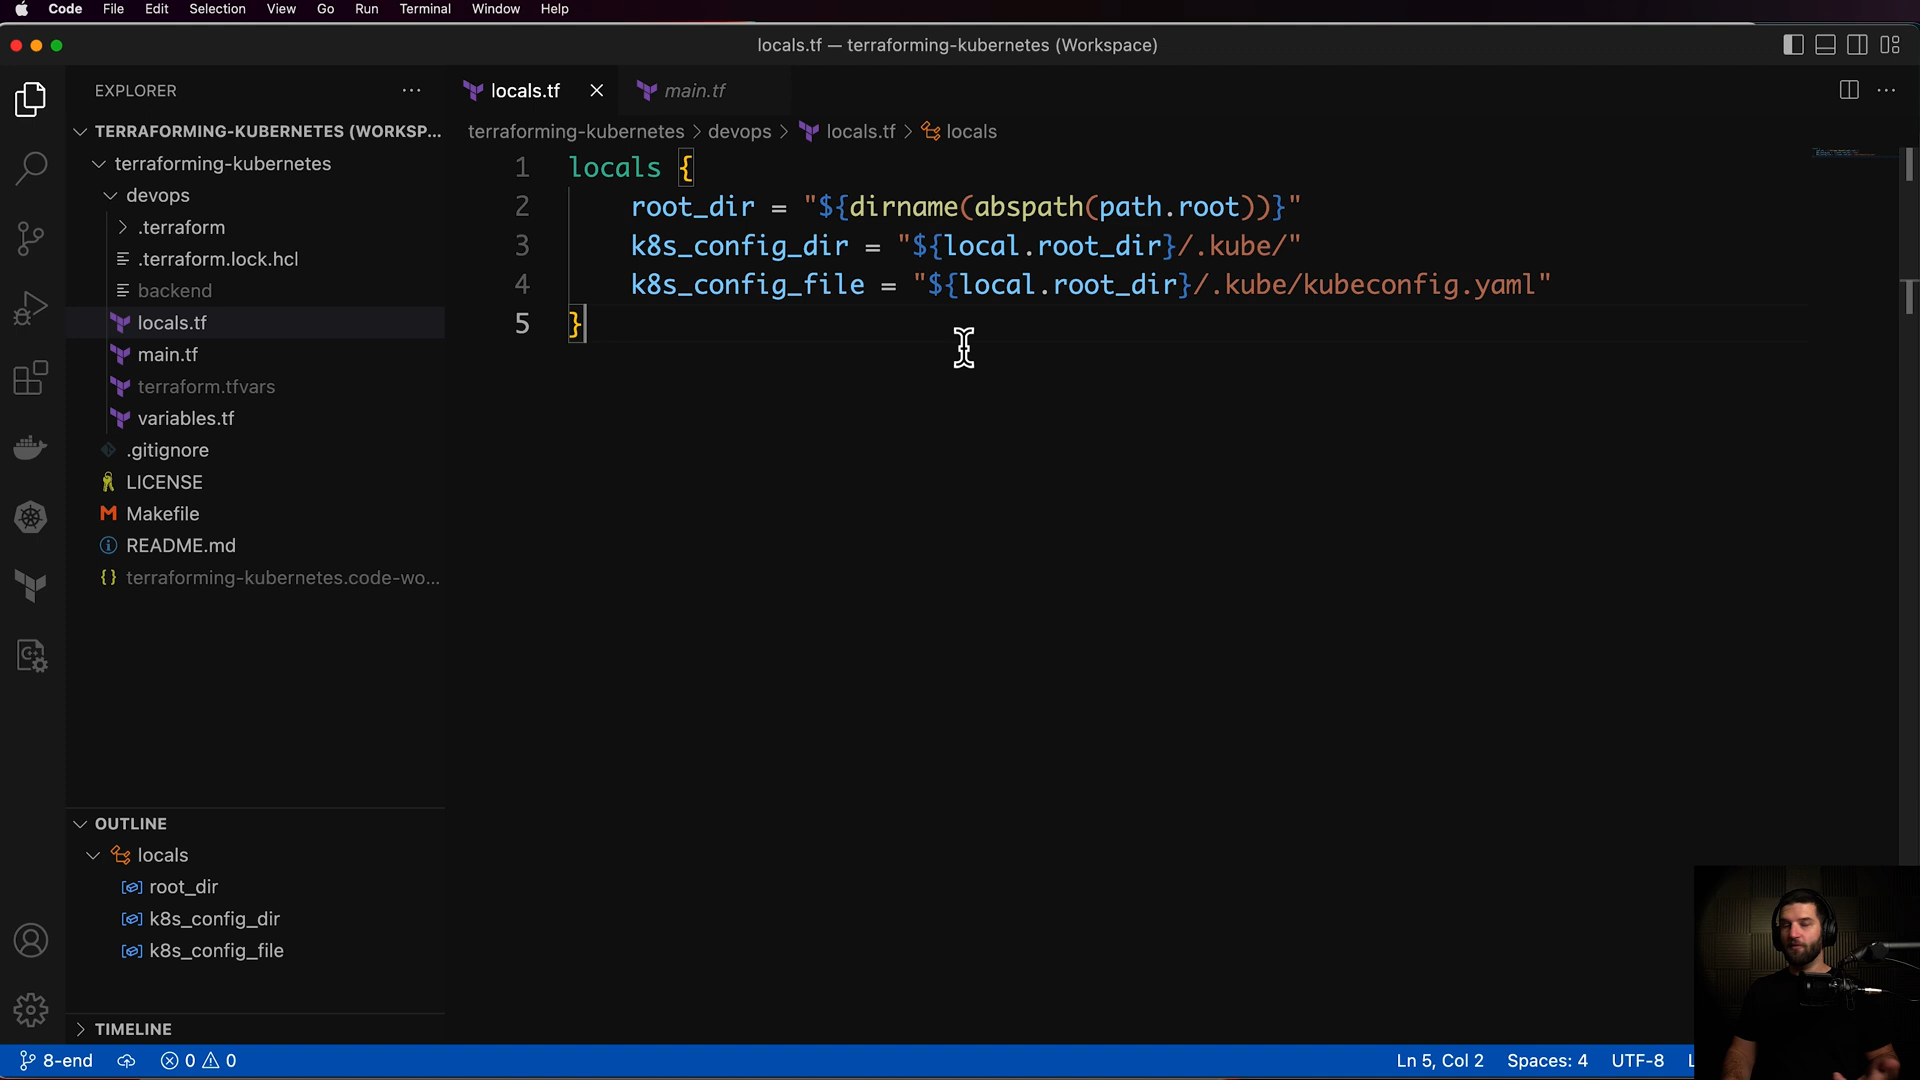 Code File Edit Selection View Go Run Terminal Window Help
locals.tf — terraforming-kubernetes (Workspace)
EXPLORER
TERRAFORMING-KUBERNETES (WORKSP...
terraforming-kubernetes
devops
.terraform
.terraform.lock.hcl
backend
locals.tf
main.tf
terraform.tfvars
variables.tf
.gitignore
LICENSE
Makefile
README.md
terraforming-kubernetes.code-wo...
OUTLINE
locals
root_dir
k8s_config_dir
k8s_config_file
TIMELINE
locals.tf main.tf
terraforming-kubernetes > devops > locals.tf > locals
1 locals {
2 root_dir = "${dirname(abspath(path.root))}"
3 k8s_config_dir = "${local.root_dir}/.kube/"
4 k8s_config_file = "${local.root_dir}/.kube/kubeconfig.yaml"
5 }
8-end 0 0 Ln 5, Col 2 Spaces: 4 UTF-8 L